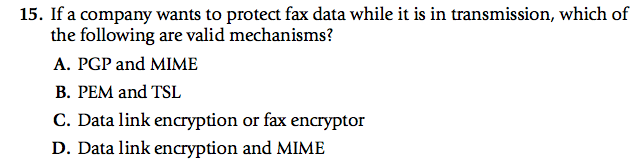 15. If a company wants to protect fax data while it is in transmission, which of
the following are valid mechanisms?
A. PGP and MIME
B. PEM and TSL
C. Data link encryption or fax encryptor
D. Data link encryption and MIME